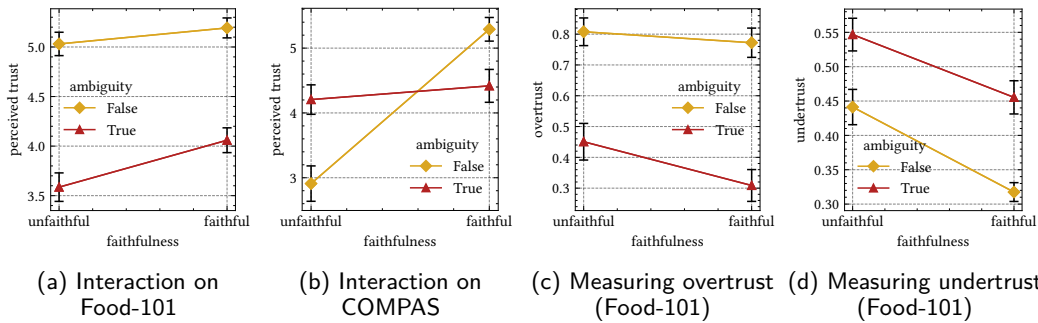 perceived trust
5.0
4.5
4.0
3.5
ambiguity
False
True
unfaithful
faithful
faithfulness
(a) Interaction on
Food-101
perceived trust
5
4
3
ambiguity
False
True
unfaithful
faithful
faithfulness
(b) Interaction on
COMPAS
overtrust
0.8
0.7
0.6
0.5
0.4
0.3
ambiguity
False
True
unfaithful
faithful
faithfulness
(c) Measuring overtrust
(Food-101)
undertrust
0.55
0.50
0.45
0.40
0.35
0.30
ambiguity
False
True
unfaithful
faithful
faithfulness
(d) Measuring undertrust
(Food-101)